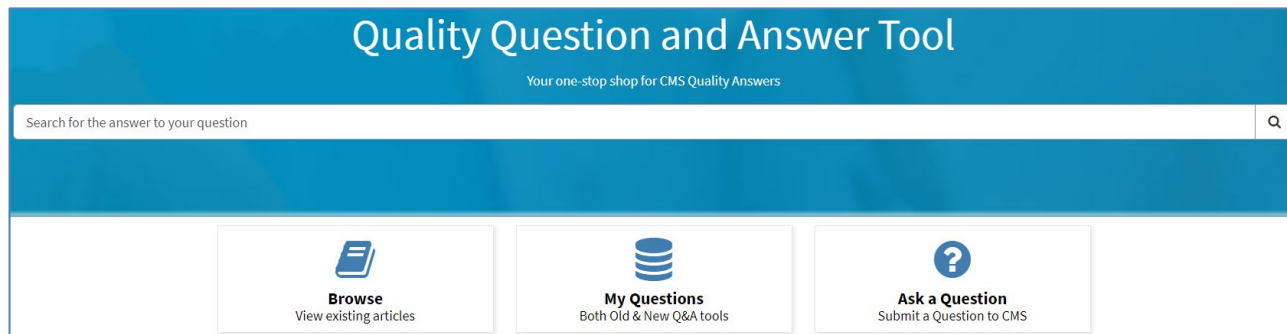 Quality Question and Answer Tool
Your one-stop shop for CMS Quality Answers
Search for the answer to your question
Browse
View existing articles
My Questions
Both Old & New Q&A tools
Ask a Question
Submit a Question to CMS